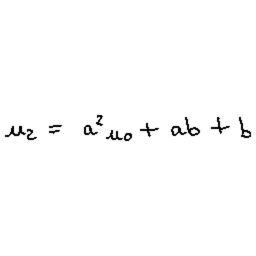 u₂ = a²u₀ + ab + b